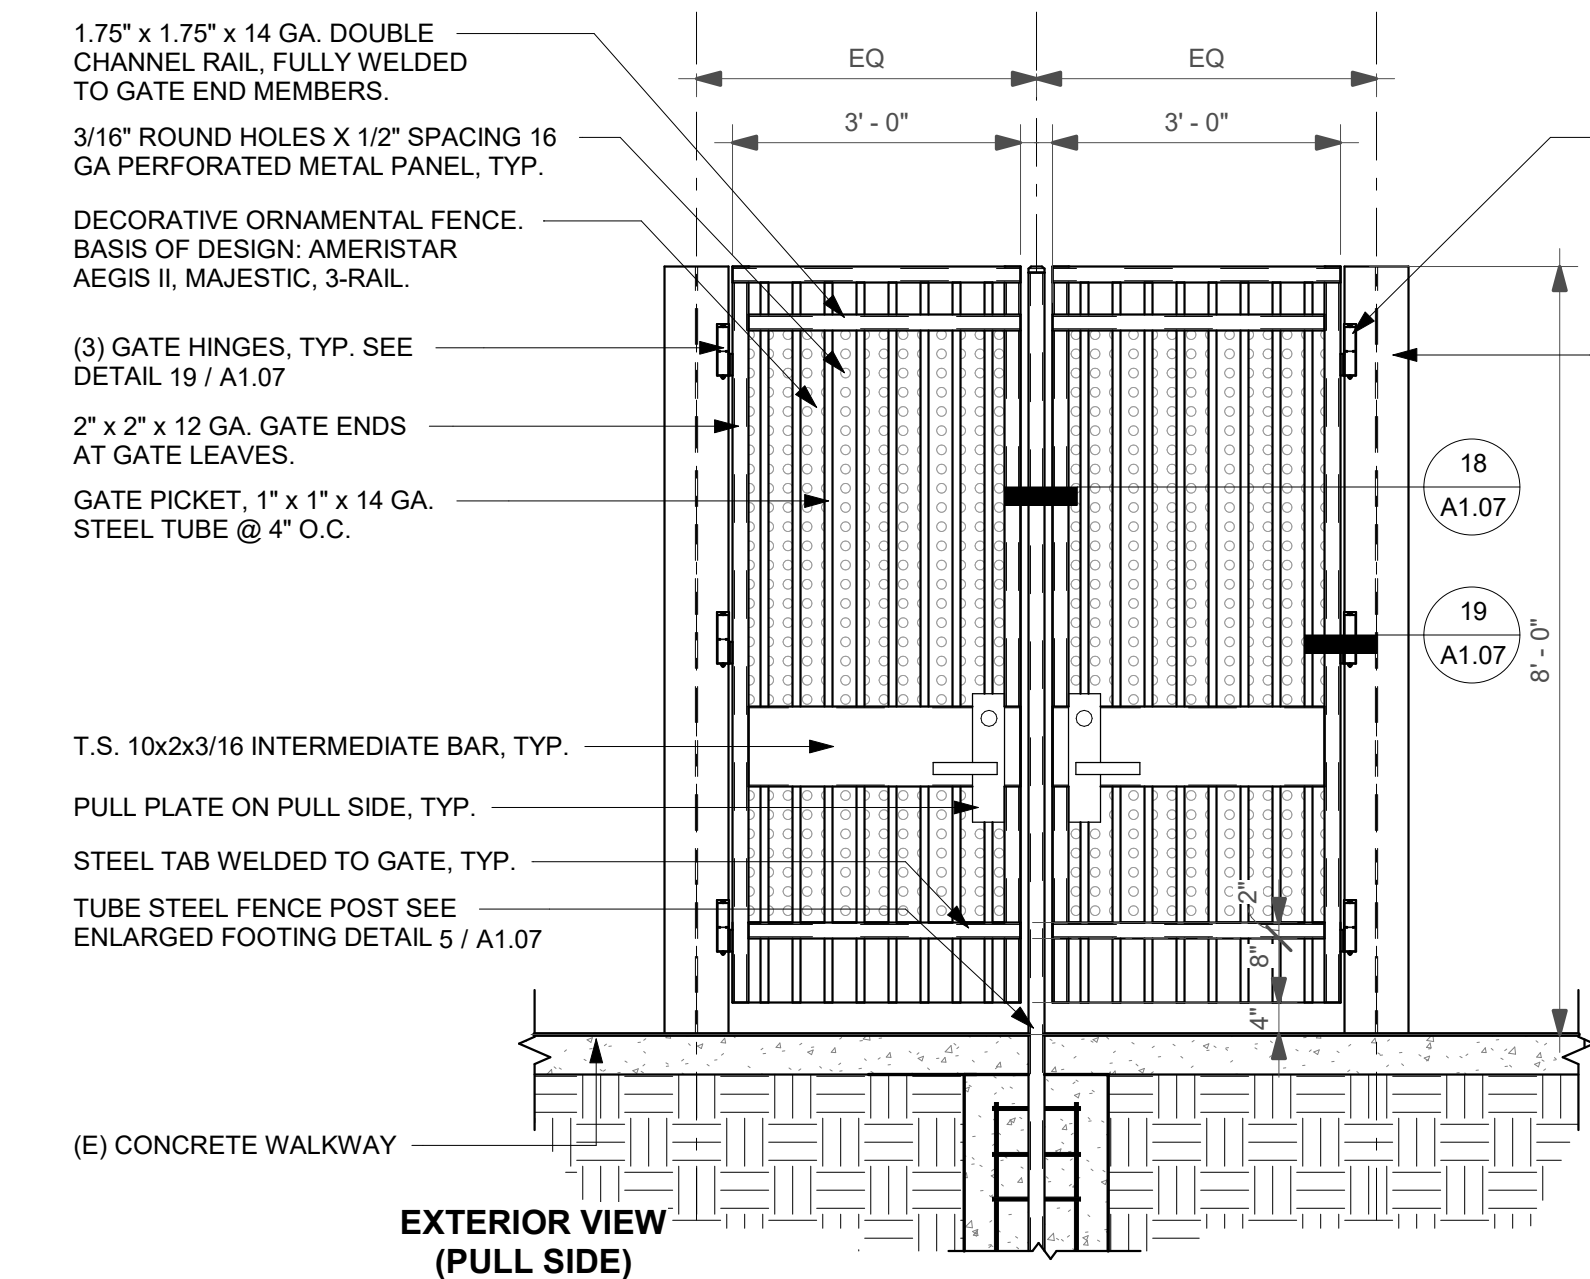 1.75" x 1.75" x 14 GA. DOUBLE
CHANNEL RAIL, FULLY WELDED
TO GATE END MEMBERS.
3/16" ROUND HOLES X 1/2" SPACING 16
GA PERFORATED METAL PANEL, TYP.
DECORATIVE ORNAMENTAL FENCE.
BASIS OF DESIGN: AMERISTAR
AEGIS II, MAJESTIC, 3-RAIL.
(3) GATE HINGES, TYP. SEE
DETAIL 19 / A1.07
2" x 2" x 12 GA. GATE ENDS
AT GATE LEAVES.
GATE PICKET, 1" x 1" x 14 GA.
STEEL TUBE @ 4" O.C.
T.S. 10x2x3/16 INTERMEDIATE BAR, TYP.
PULL PLATE ON PULL SIDE, TYP.
STEEL TAB WELDED TO GATE, TYP.
TUBE STEEL FENCE POST SEE
ENLARGED FOOTING DETAIL 5 / A1.07
(E) CONCRETE WALKWAY
EQ
EQ
3' - 0"
3' - 0"
18
A1.07
19
A1.07
8' - 0"
2"
8"
4"
EXTERIOR VIEW
(PULL SIDE)